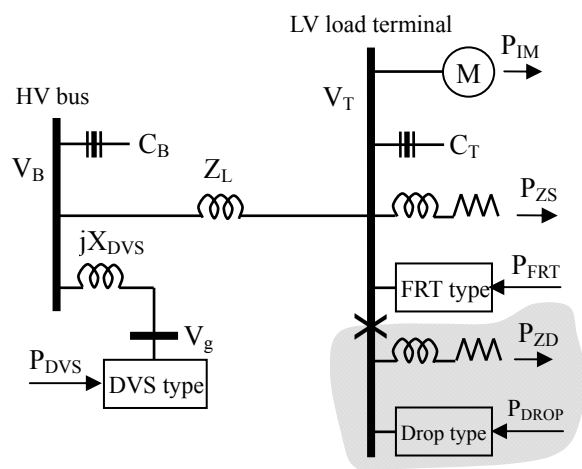 LV load terminal
P_IM
M
HV bus
V_T
V_B
C_B
C_T
Z_L
P_ZS
jX_DVS
P_FRT
FRT type
V_g
P_ZD
P_DVS
DVS type
P_DROP
Drop type